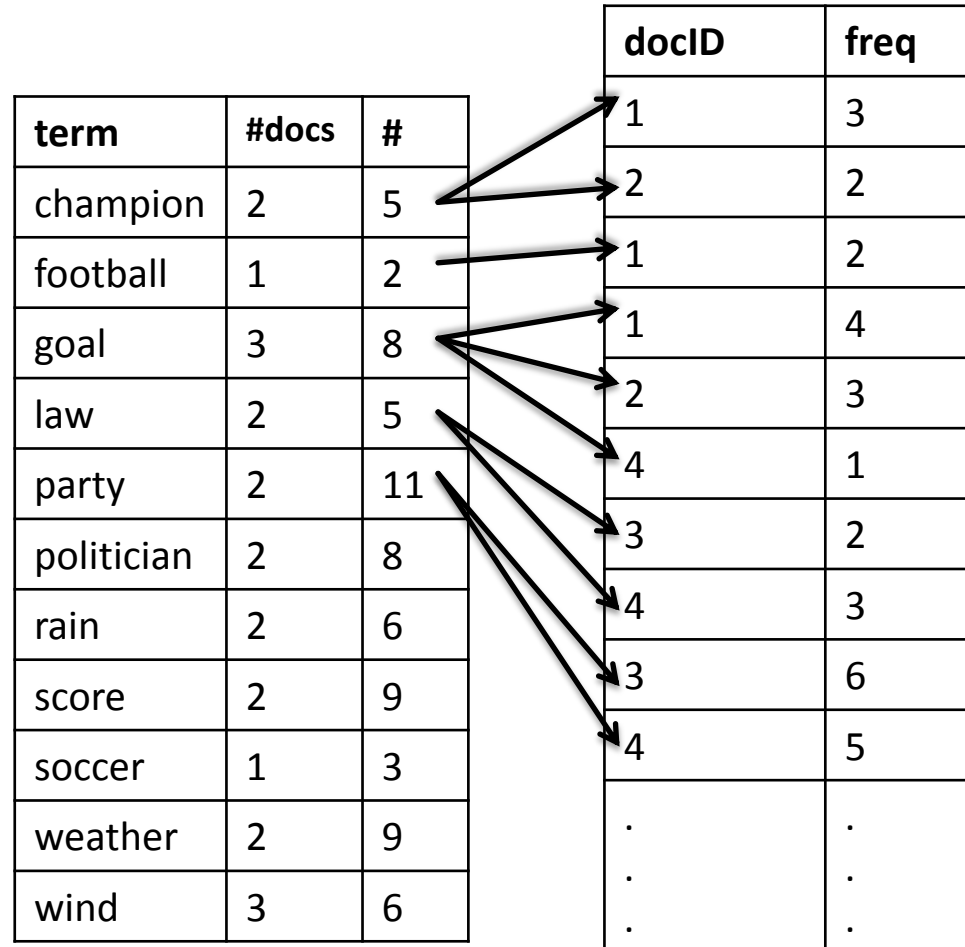 term #docs #
champion 2 5
football 1 2
goal 3 8
law 2 5
party 2 11
politician 2 8
rain 2 6
score 2 9
soccer 1 3
weather 2 9
wind 3 6
docID freq
1 3
2 2
1 2
1 4
2 3
4 1
3 2
4 3
3 6
4 5
. .
. .
. .